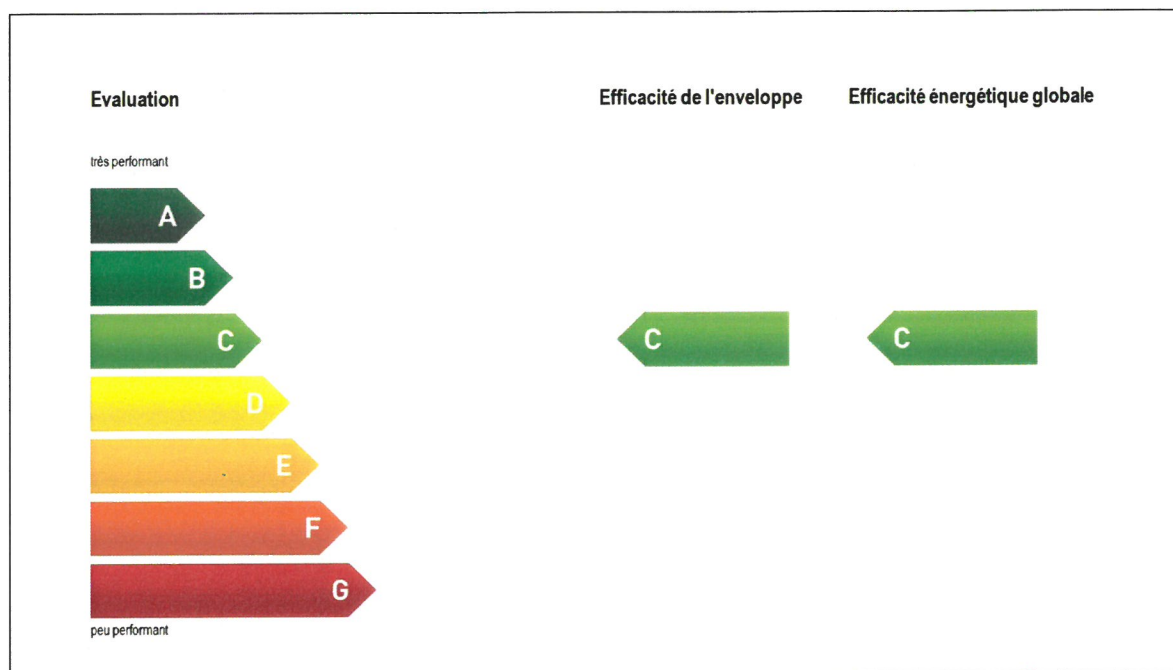 Evaluation
Efficacité de l'enveloppe
Efficacité énergétique globale
très performant
A
B
C
C
C
D
E
F
G
peu performant